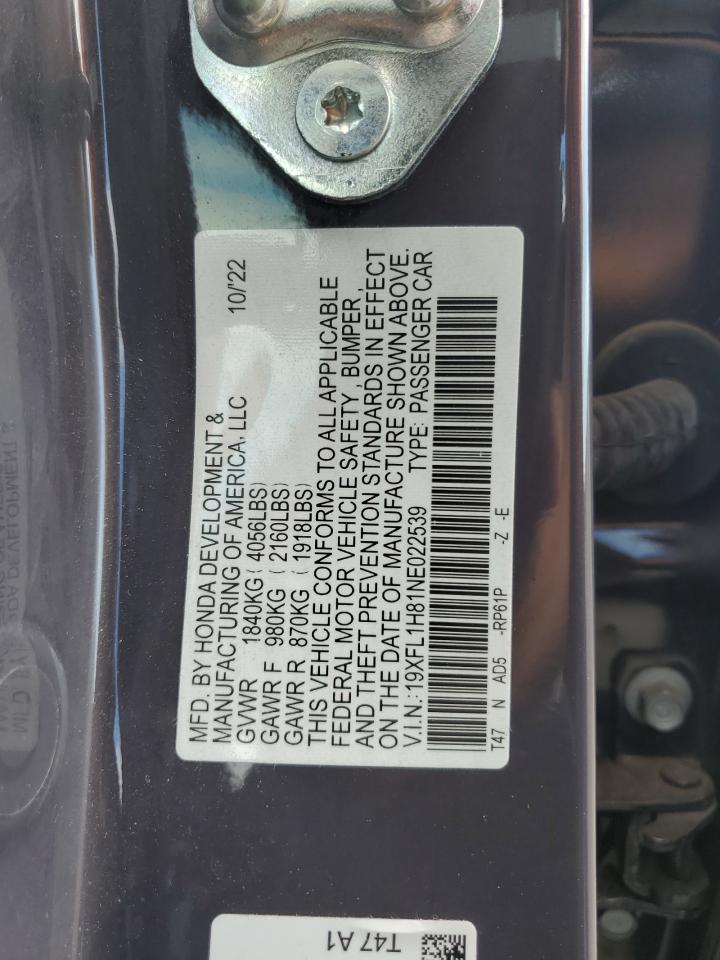 MFD. BY HONDA DEVELOPMENT &
MANUFACTURING OF AMERICA, LLC 10/'22
GVWR 1840KG ( 4056LBS)
GAWR F 980KG ( 2160LBS)
GAWR R 870KG ( 1918LBS)
THIS VEHICLE CONFORMS TO ALL APPLICABLE
FEDERAL MOTOR VEHICLE SAFETY , BUMPER ,
AND THEFT PREVENTION STANDARDS IN EFFECT
ON THE DATE OF MANUFACTURE SHOWN ABOVE.
V.I.N.:19XFL1H81NE022539 TYPE: PASSENGER CAR
T47 N AD5 -RP61P -Z -E
T47 A1